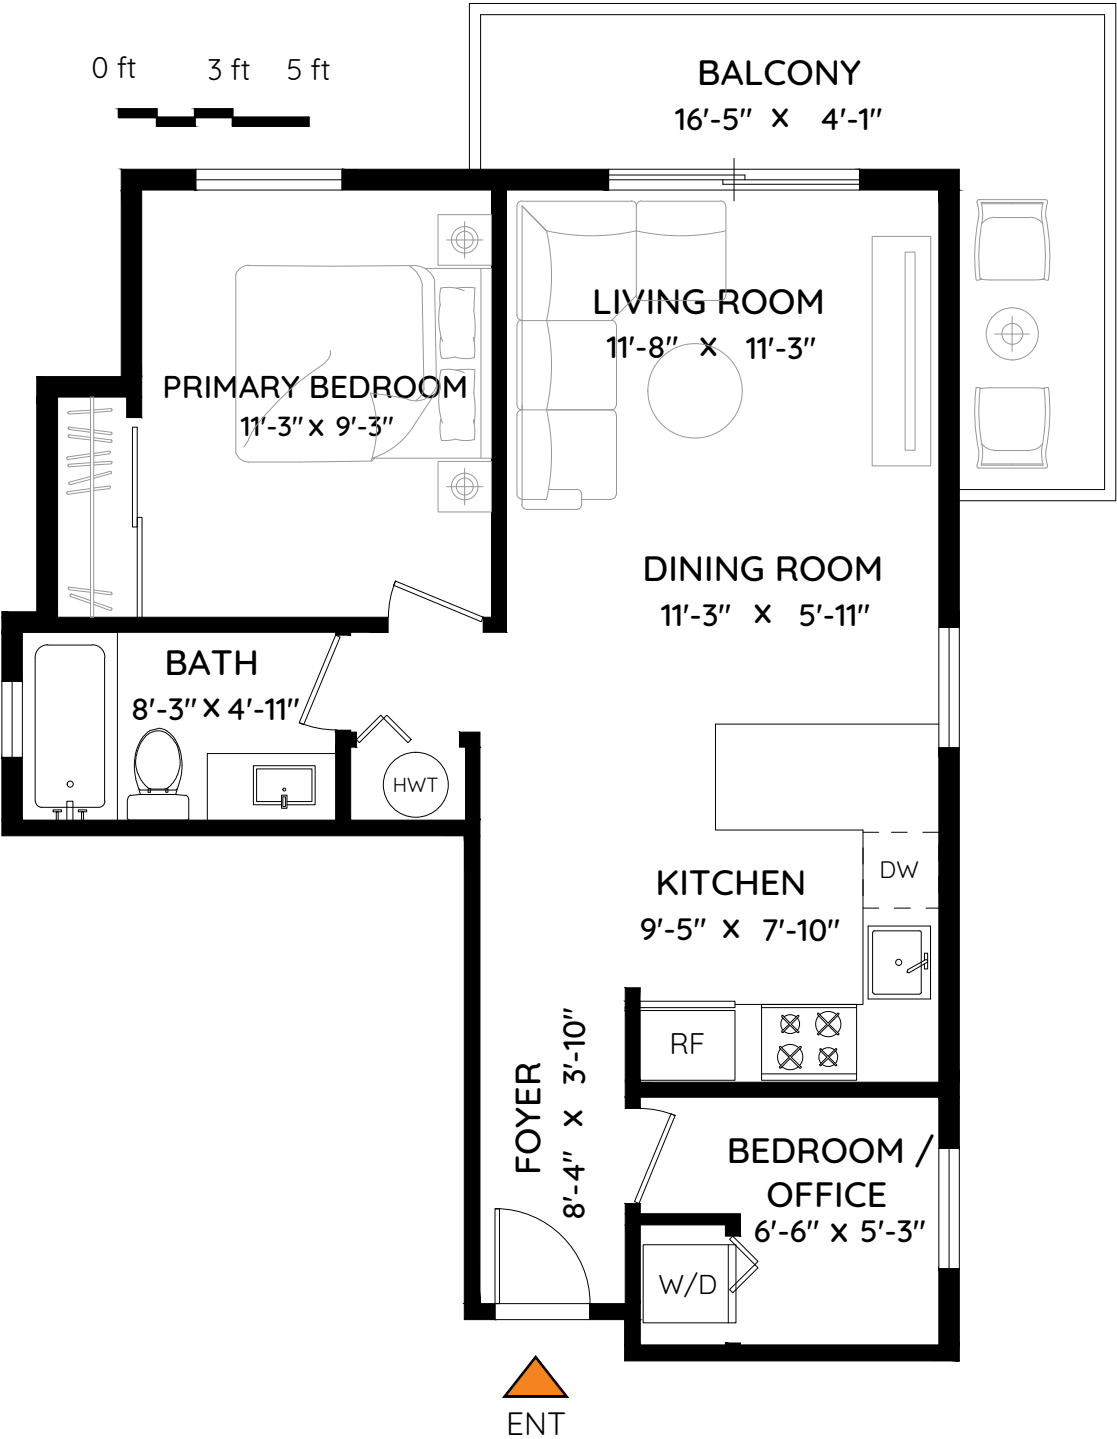 0 ft 3 ft 5 ft
BALCONY
16'-5" X 4'-1"
LIVING ROOM
11'-8" X 11'-3"
PRIMARY BEDROOM
11'-3" X 9'-3"
DINING ROOM
11'-3" X 5'-11"
BATH
8'-3" X 4'-11"
HWT
DW
KITCHEN
9'-5" X 7'-10"
RF
FOYER
8'-4" X 3'-10"
BEDROOM /
OFFICE
6'-6" X 5'-3"
W/D
ENT